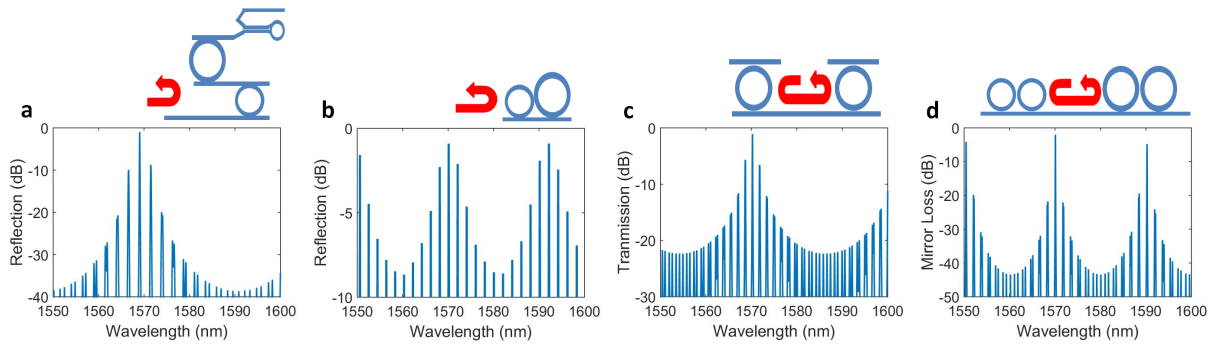 a
0
-10
-20
-30
-40
Reflection (dB)
1550 1560 1570 1580 1590 1600
Wavelength (nm)
b
0
-5
-10
Reflection (dB)
1550 1560 1570 1580 1590 1600
Wavelength (nm)
c
0
-10
-20
-30
Tranmission (dB)
1550 1560 1570 1580 1590 1600
Wavelength (nm)
d
0
-10
-20
-30
-40
-50
Mirror Loss (dB)
1550 1560 1570 1580 1590 1600
Wavelength (nm)